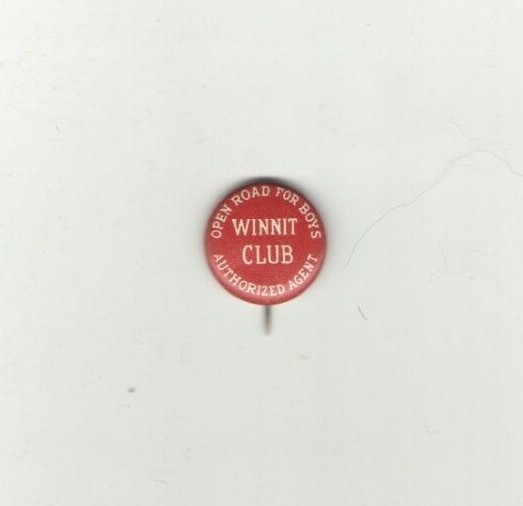 OPEN ROAD FOR BOYS
WINNIT
CLUB
AUTHORIZED AGENT